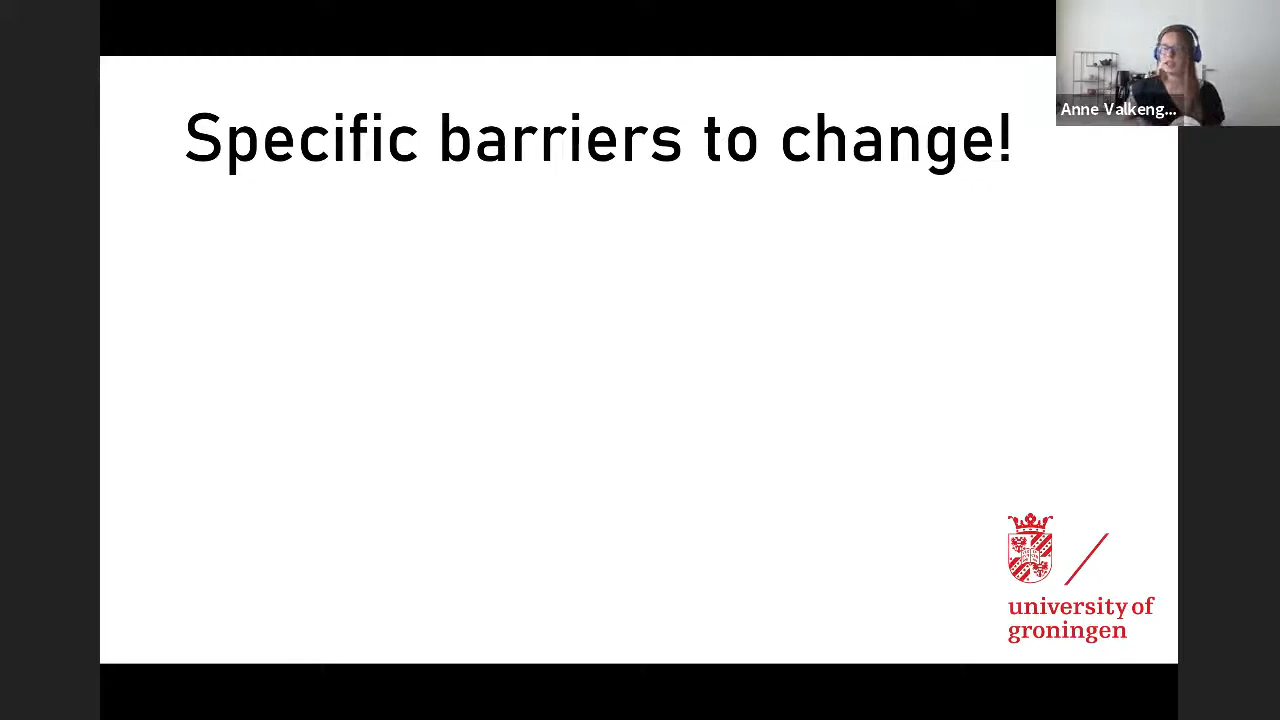 Specific barriers to change!
Anne Valkeng...
university of
groningen